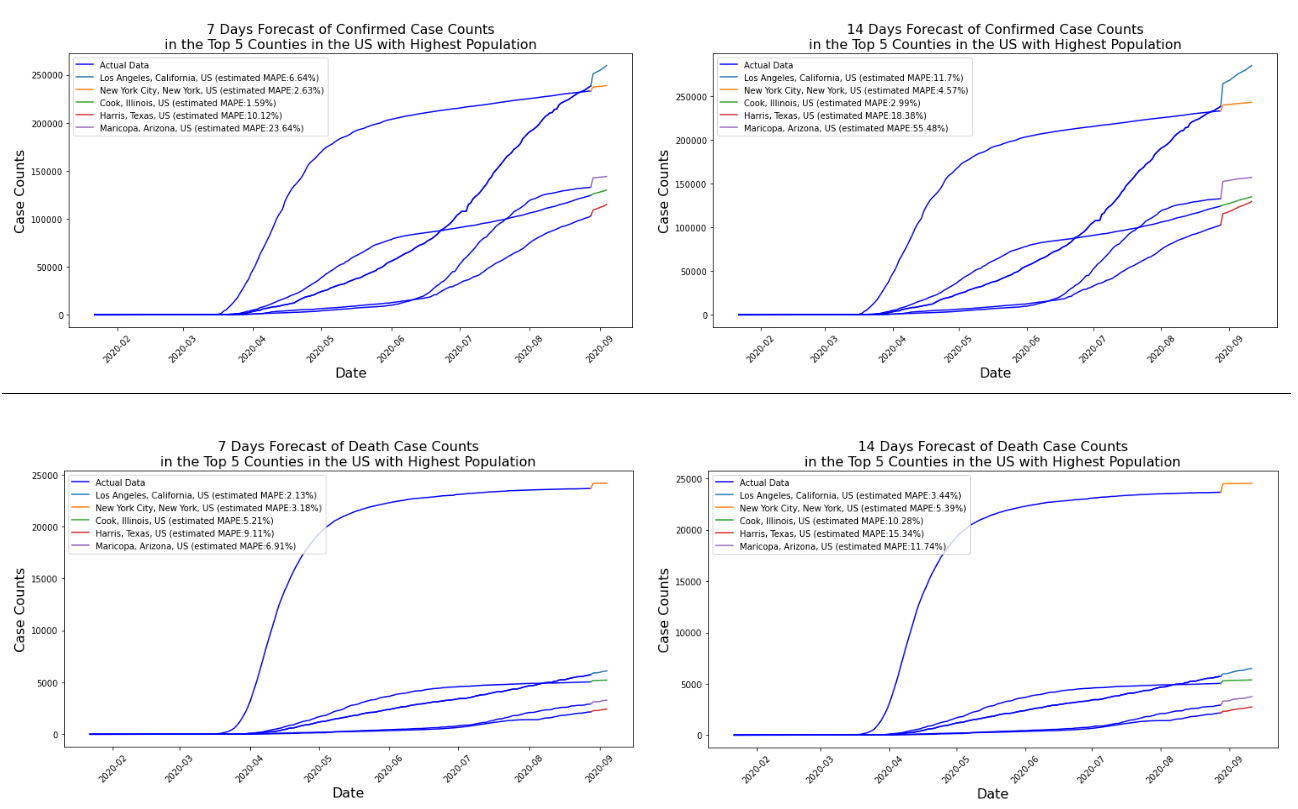 7 Days Forecast of Confirmed Case Counts
in the Top 5 Counties in the US with Highest Population
Actual Data
Los Angeles, California, US (estimated MAPE:6.64%)
New York City, New York, US (estimated MAPE:2.63%)
Cook, Illinois, US (estimated MAPE:1.59%)
Harris, Texas, US (estimated MAPE:10.12%)
Maricopa, Arizona, US (estimated MAPE:23.64%)
Case Counts
250000
200000
150000
100000
50000
0
2020-02
2020-03
2020-04
2020-05
2020-06
2020-07
2020-08
2020-09
Date
14 Days Forecast of Confirmed Case Counts
in the Top 5 Counties in the US with Highest Population
Actual Data
Los Angeles, California, US (estimated MAPE:11.7%)
New York City, New York, US (estimated MAPE:4.57%)
Cook, Illinois, US (estimated MAPE:2.99%)
Harris, Texas, US (estimated MAPE:18.38%)
Maricopa, Arizona, US (estimated MAPE:55.48%)
Case Counts
250000
200000
150000
100000
50000
0
2020-02
2020-03
2020-04
2020-05
2020-06
2020-07
2020-08
2020-09
Date
7 Days Forecast of Death Case Counts
in the Top 5 Counties in the US with Highest Population
Actual Data
Los Angeles, California, US (estimated MAPE:2.13%)
New York City, New York, US (estimated MAPE:3.18%)
Cook, Illinois, US (estimated MAPE:5.21%)
Harris, Texas, US (estimated MAPE:9.11%)
Maricopa, Arizona, US (estimated MAPE:6.91%)
Case Counts
25000
20000
15000
10000
5000
0
2020-02
2020-03
2020-04
2020-05
2020-06
2020-07
2020-08
2020-09
Date
14 Days Forecast of Death Case Counts
in the Top 5 Counties in the US with Highest Population
Actual Data
Los Angeles, California, US (estimated MAPE:3.44%)
New York City, New York, US (estimated MAPE:5.39%)
Cook, Illinois, US (estimated MAPE:10.28%)
Harris, Texas, US (estimated MAPE:15.34%)
Maricopa, Arizona, US (estimated MAPE:11.74%)
Case Counts
25000
20000
15000
10000
5000
0
2020-02
2020-03
2020-04
2020-05
2020-06
2020-07
2020-08
2020-09
Date